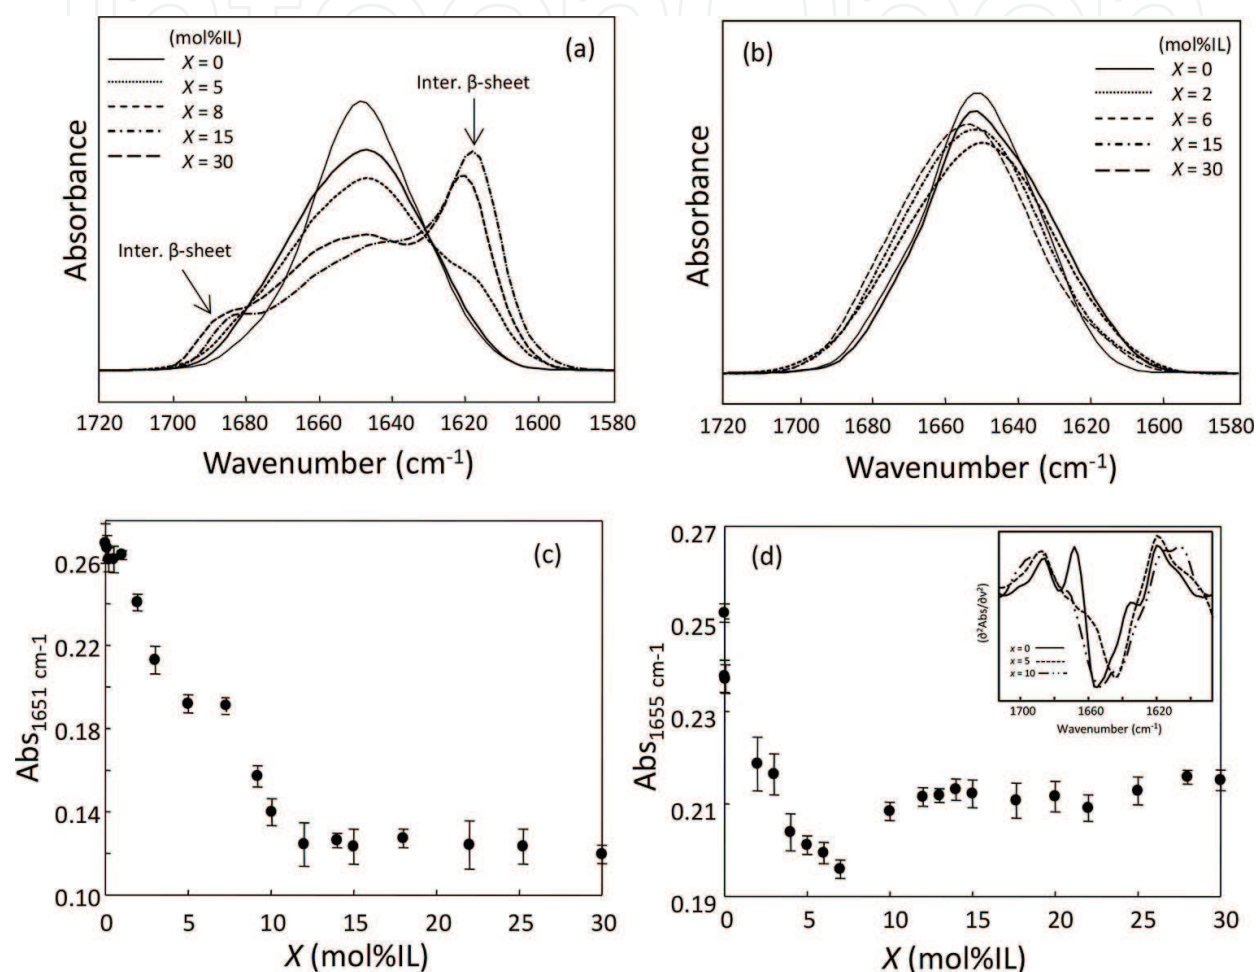 (a)
(mol%IL)
X = 0
X = 5
X = 8
X = 15
X = 30
Inter. β-sheet
Inter. β-sheet
Absorbance
1720 1700 1680 1660 1640 1620 1600 1580
Wavenumber (cm-1)
(b)
(mol%IL)
X = 0
X = 2
X = 6
X = 15
X = 30
Absorbance
1720 1700 1680 1660 1640 1620 1600 1580
Wavenumber (cm-1)
(c)
0.26
0.22
0.18
0.14
0.10
Abs1651 cm-1
0 5 10 15 20 25 30
X (mol%IL)
(d)
0.27
0.25
0.23
0.21
0.19
Abs1655 cm-1
(∂²Abs/∂ν²)
x = 0
x = 5
x = 10
1700 1660 1620
Wavenumber (cm-1)
0 5 10 15 20 25 30
X (mol%IL)